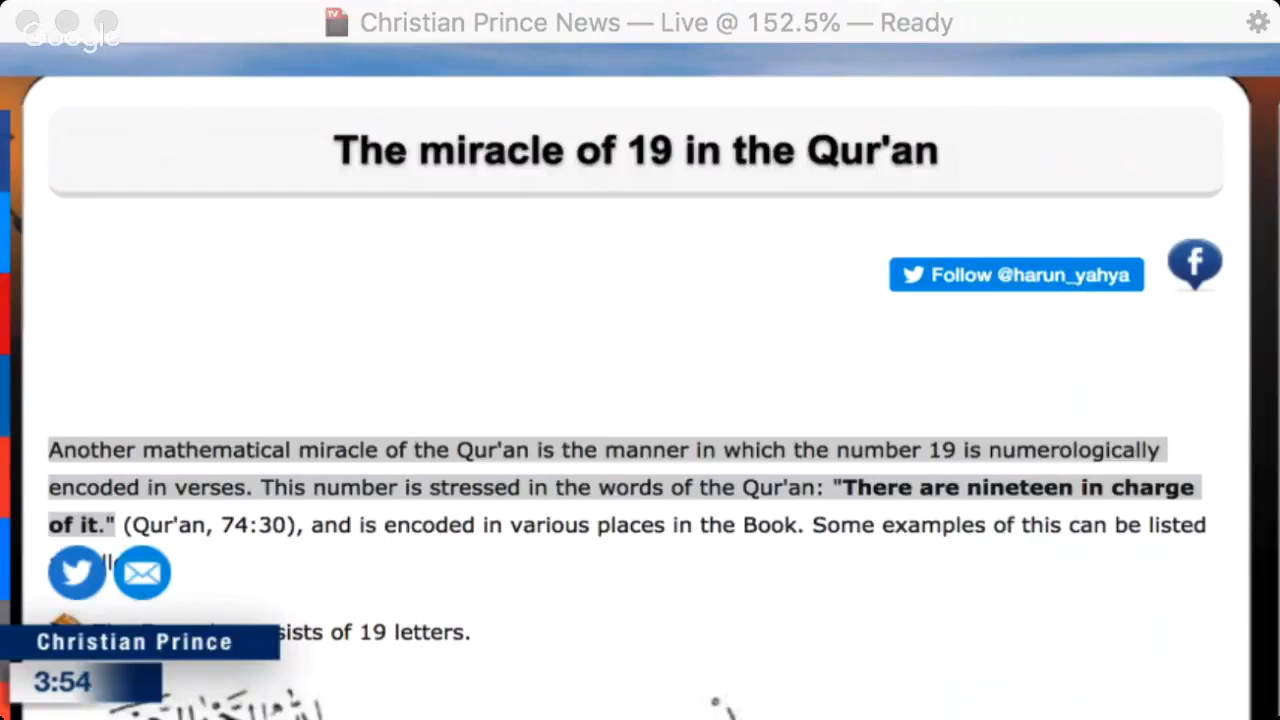 Google
Christian Prince News — Live @ 152.5% — Ready
The miracle of 19 in the Qur'an
Follow @harun_yahya
Another mathematical miracle of the Qur'an is the manner in which the number 19 is numerologically
encoded in verses. This number is stressed in the words of the Qur'an: "There are nineteen in charge
of it." (Qur'an, 74:30), and is encoded in various places in the Book. Some examples of this can be listed
of 19 letters.
Christian Prince
3:54